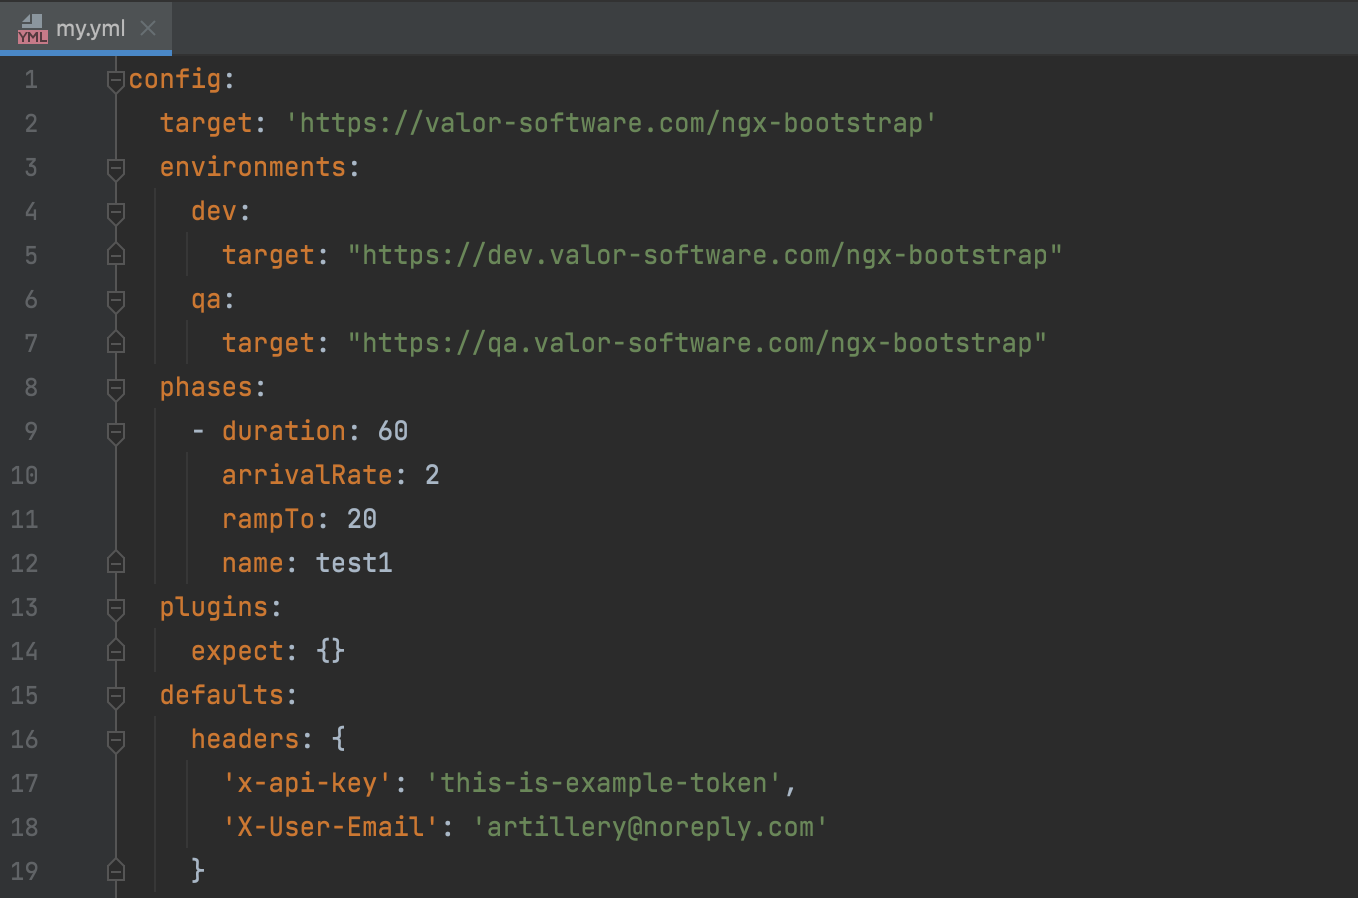 YML my.yml
1 config:
2   target: 'https://valor-software.com/ngx-bootstrap'
3   environments:
4     dev:
5       target: "https://dev.valor-software.com/ngx-bootstrap"
6     qa:
7       target: "https://qa.valor-software.com/ngx-bootstrap"
8   phases:
9     - duration: 60
10       arrivalRate: 2
11       rampTo: 20
12       name: test1
13   plugins:
14     expect: {}
15   defaults:
16     headers: {
17       'x-api-key': 'this-is-example-token',
18       'X-User-Email': 'artillery@noreply.com'
19     }